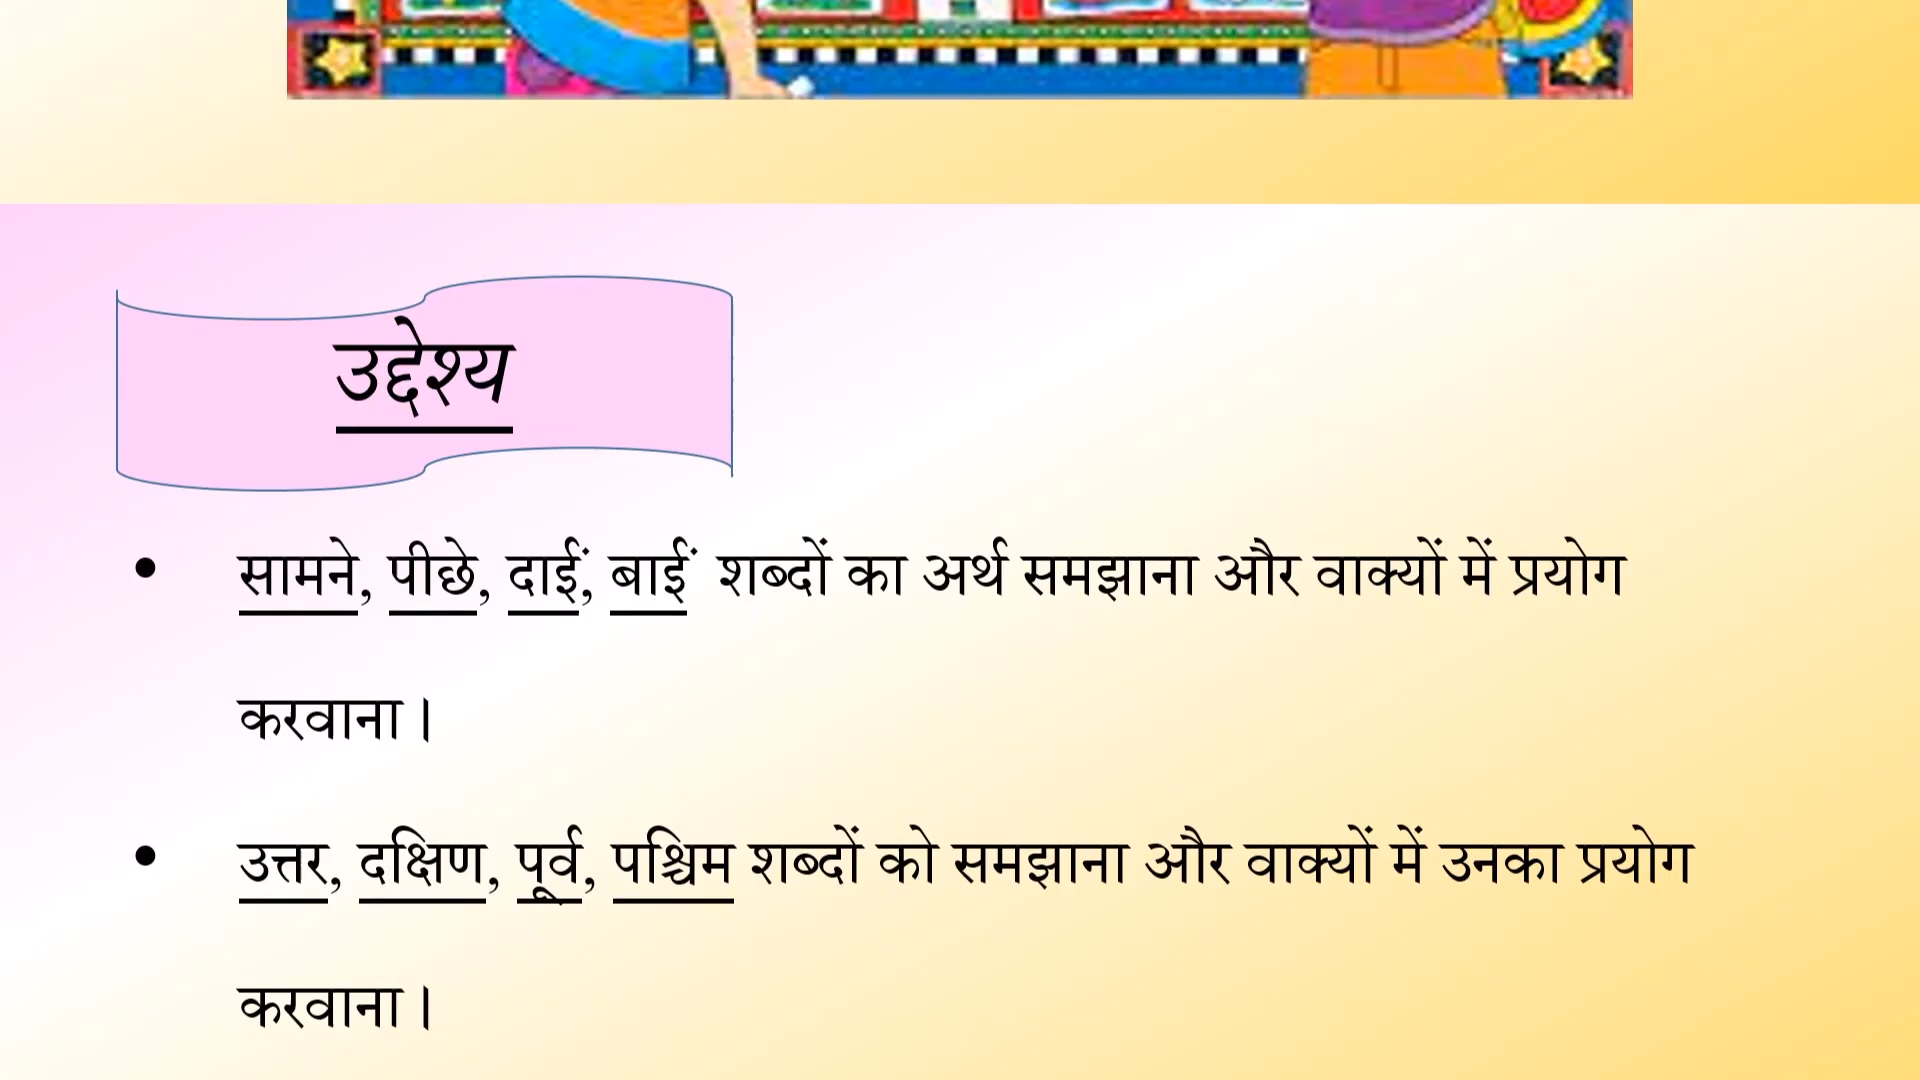 उद्देश्य
• सामने, पीछे, दाईं, बाईं शब्दों का अर्थ समझाना और वाक्यों में प्रयोग
करवाना।
• उत्तर, दक्षिण, पूर्व, पश्चिम शब्दों को समझाना और वाक्यों में उनका प्रयोग
करवाना।